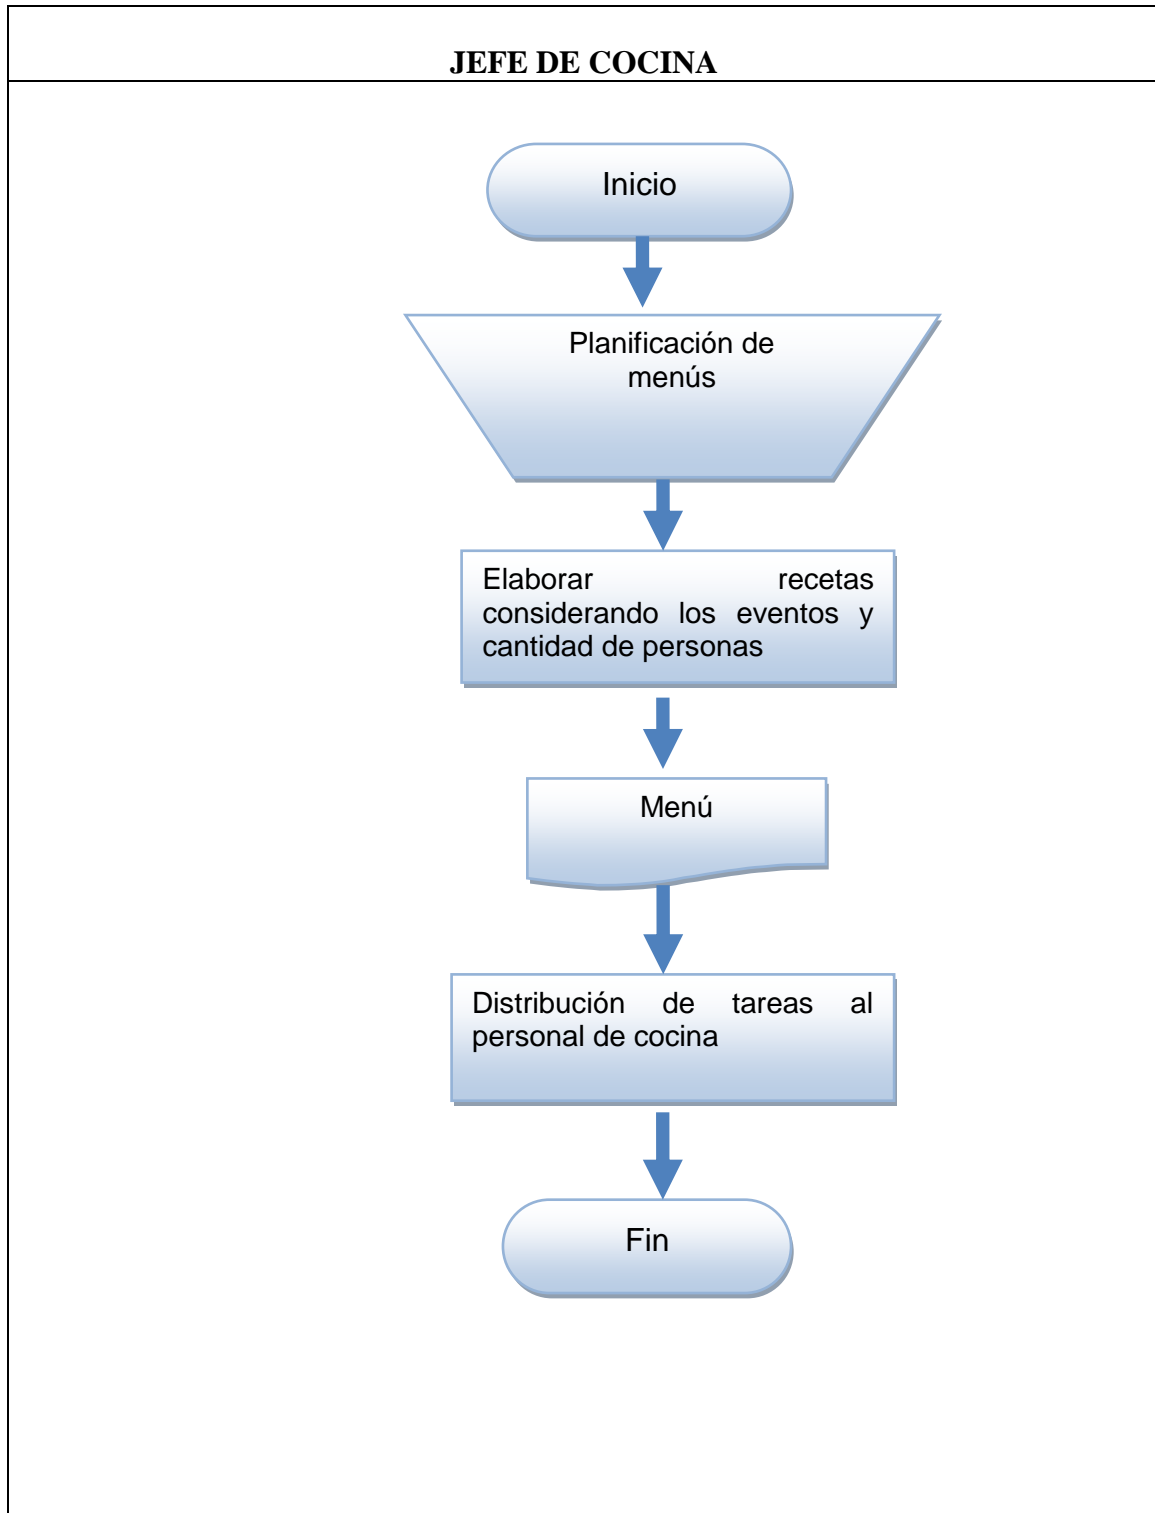 JEFE DE COCINA
Inicio
Planificación de
menús
Elaborar recetas
considerando los eventos y
cantidad de personas
Menú
Distribución de tareas al
personal de cocina
Fin